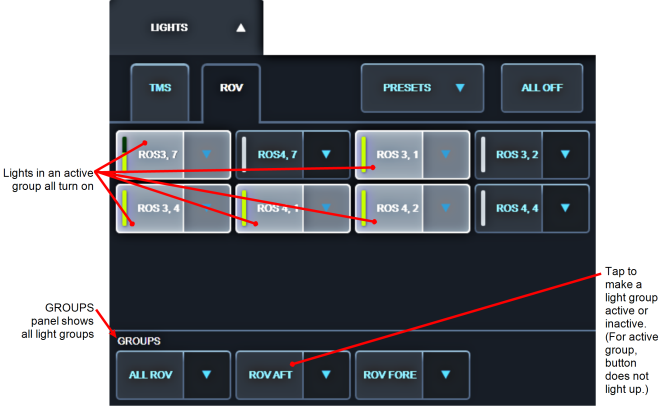 LIGHTS ▲
TMS
ROV
PRESETS ▼
ALL OFF
ROS3, 7 ▼
ROS4, 7 ▼
ROS 3, 1 ▼
ROS 3, 2 ▼
Lights in an active
group all turn on
ROS 3, 4
ROS 4, 1
ROS 4, 2
ROS 4, 4 ▼
Tap to
make a
light group
active or
inactive.
(For active
group,
button
does not
light up.)
GROUPS
panel shows
all light groups
GROUPS
ALL ROV ▼
ROV AFT ▼
ROV FORE ▼